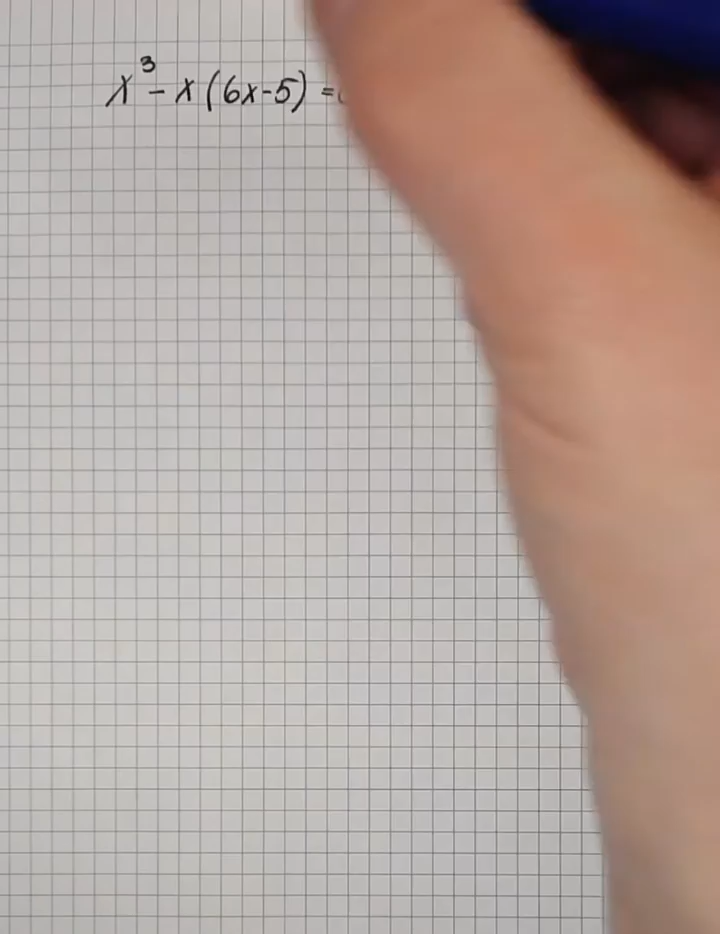 x³ - x(6x-5) =